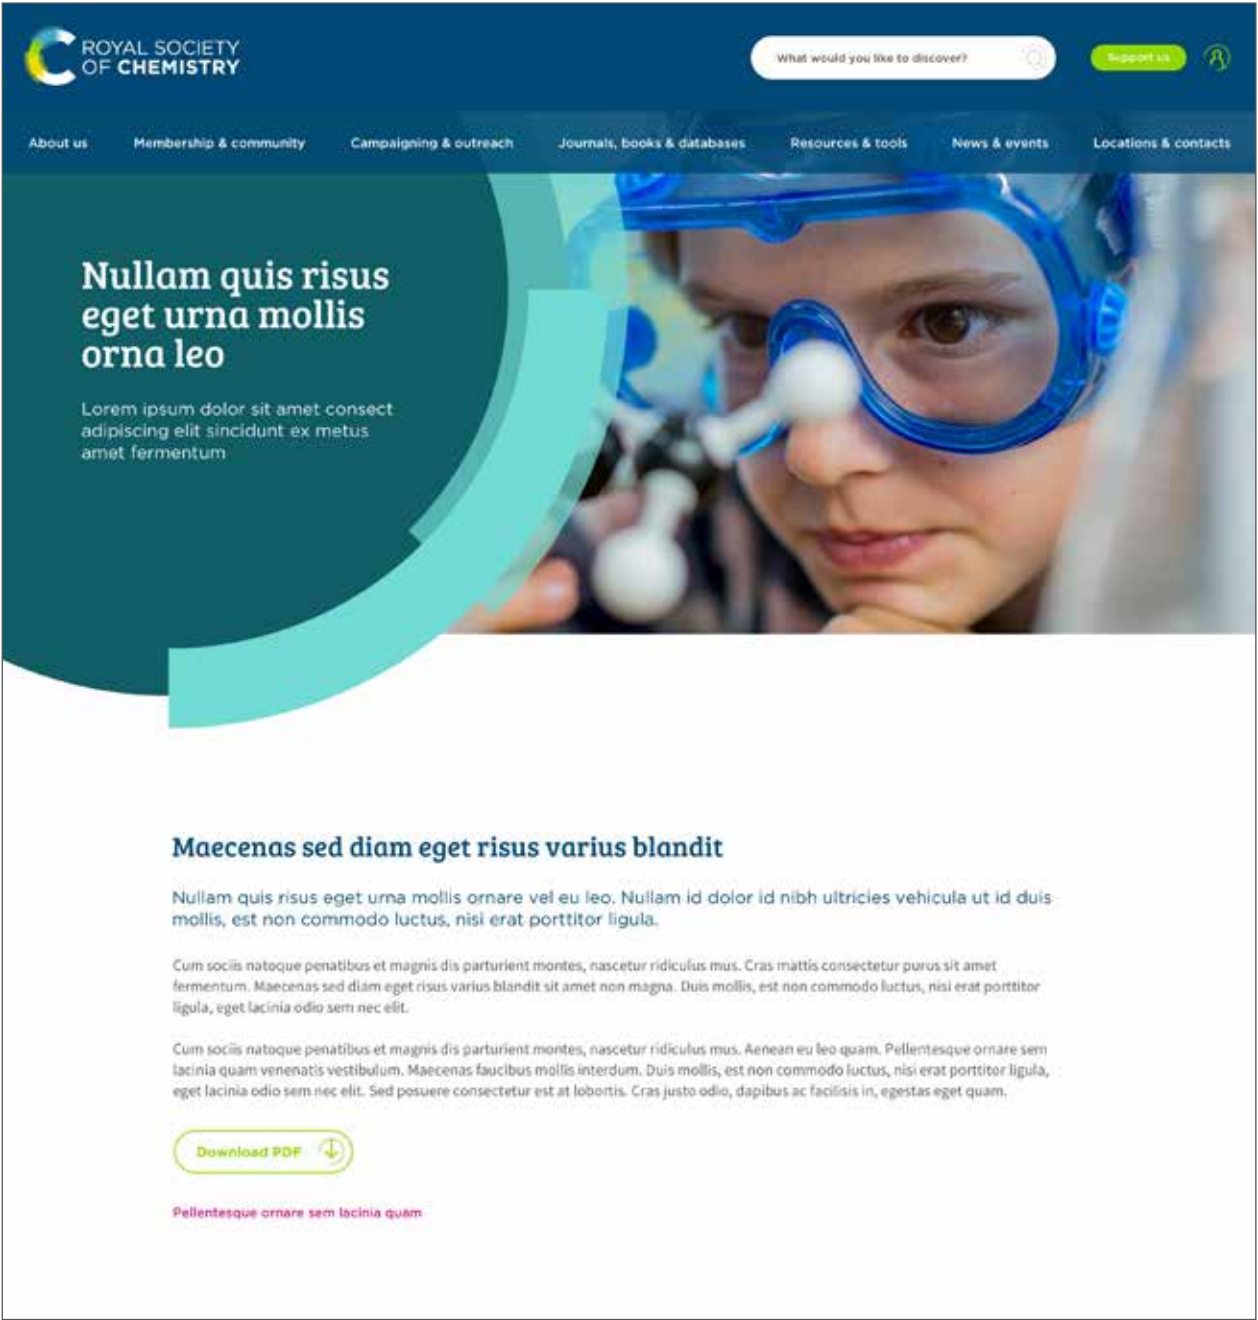 ROYAL SOCIETY
OF CHEMISTRY
What would you like to discover?
Support us
About us
Membership & community
Campaigning & outreach
Journals, books & databases
Resources & tools
News & events
Locations & contacts
Nullam quis risus
eget urna mollis
orna leo
Lorem ipsum dolor sit amet consect
adipiscing elit sincidunt ex metus
amet fermentum
Maecenas sed diam eget risus varius blandit
Nullam quis risus eget urna mollis ornare vel eu leo. Nullam id dolor id nibh ultricies vehicula ut id duis
mollis, est non commodo luctus, nisi erat porttitor ligula.
Cum sociis natoque penatibus et magnis dis parturient montes, nascetur ridiculus mus. Cras mattis consectetur purus sit amet
fermentum. Maecenas sed diam eget risus varius blandit sit amet non magna. Duis mollis, est non commodo luctus, nisi erat porttitor
ligula, eget lacinia odio sem nec elit.
Cum sociis natoque penatibus et magnis dis parturient montes, nascetur ridiculus mus. Aenean eu leo quam. Pellentesque ornare sem
lacinia quam venenatis vestibulum. Maecenas faucibus mollis interdum. Duis mollis, est non commodo luctus, nisi erat porttitor ligula,
eget lacinia odio sem nec elit. Sed posuere consectetur est at lobortis. Cras justo odio, dapibus ac facilisis in, egestas eget quam.
Download PDF
Pellentesque ornare sem lacinia quam